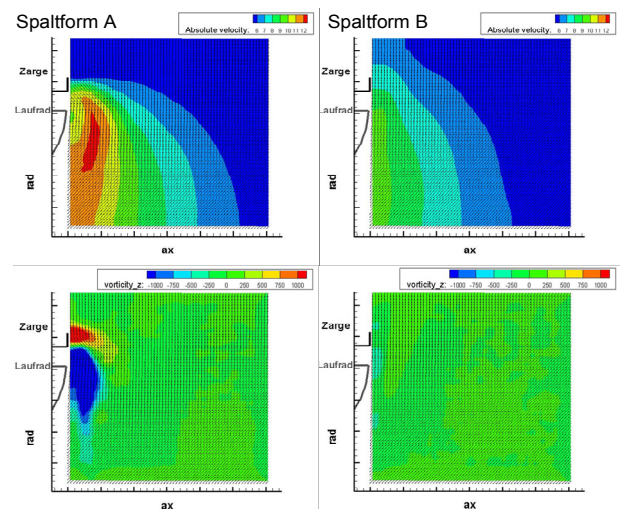 Spaltform A
Absolute velocity: 6 7 8 9 10 11 12
Zarge
Laufrad
rad
ax
Spaltform B
Absolute velocity: 6 7 8 9 10 11 12
Zarge
Laufrad
rad
ax
vorticity_z: -1000 -750 -500 -250 0 250 500 750 1000
Zarge
Laufrad
rad
ax
vorticity_z: -1000 -750 -500 -250 0 250 500 750 1000
Zarge
Laufrad
rad
ax